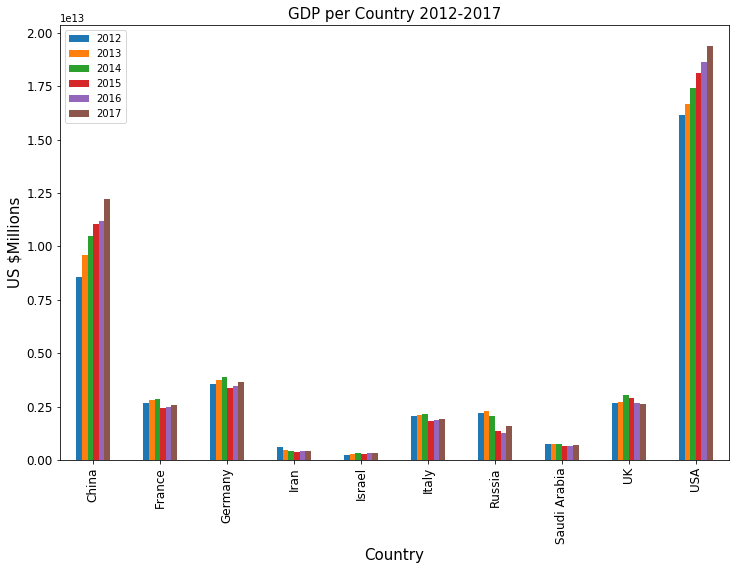 GDP per Country 2012-2017
1e13
2.00
1.75
1.50
1.25
1.00
0.75
0.50
0.25
0.00
US $Millions
2012
2013
2014
2015
2016
2017
China
France
Germany
Iran
Israel
Italy
Russia
Saudi Arabia
UK
USA
Country